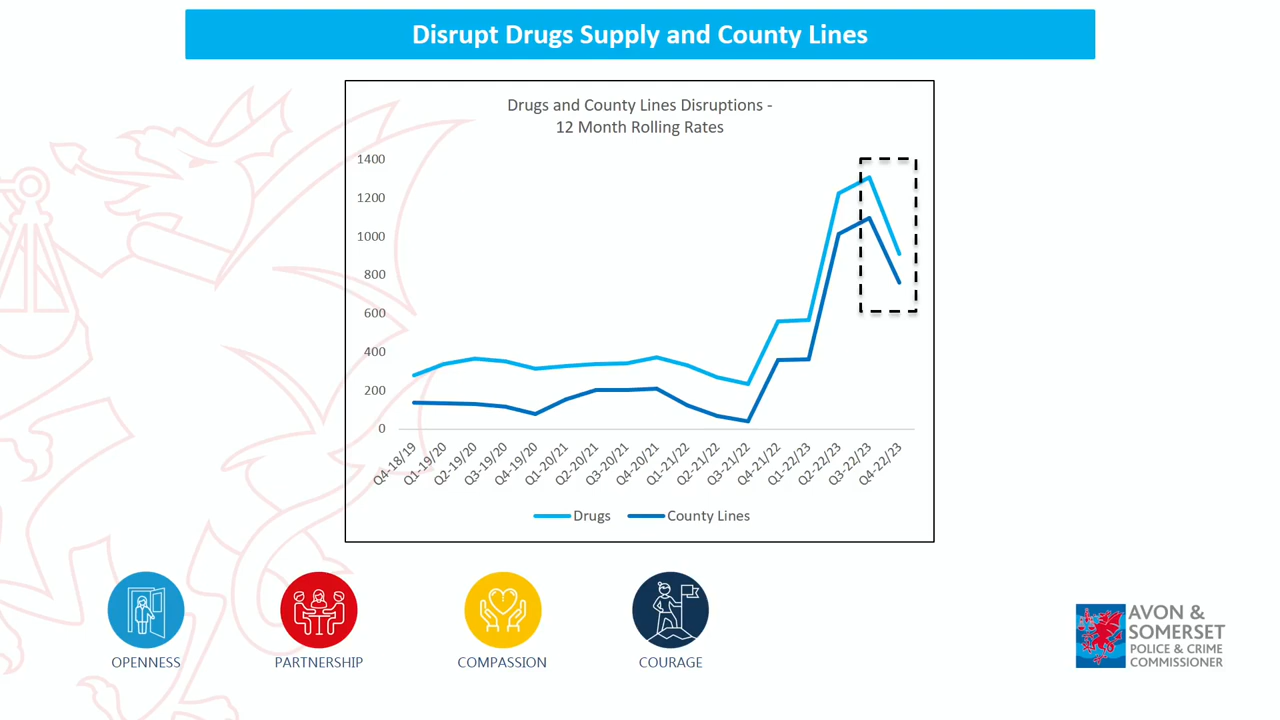 Disrupt Drugs Supply and County Lines
Drugs and County Lines Disruptions -
12 Month Rolling Rates
1400
1200
1000
800
600
400
200
0
Q4-18/19
Q1-19/20
Q2-19/20
Q3-19/20
Q4-19/20
Q1-20/21
Q2-20/21
Q3-20/21
Q4-20/21
Q1-21/22
Q2-21/22
Q3-21/22
Q4-21/22
Q1-22/23
Q2-22/23
Q3-22/23
Q4-22/23
Drugs
County Lines
OPENNESS
PARTNERSHIP
COMPASSION
COURAGE
AVON &
SOMERSET
POLICE & CRIME
COMMISSIONER